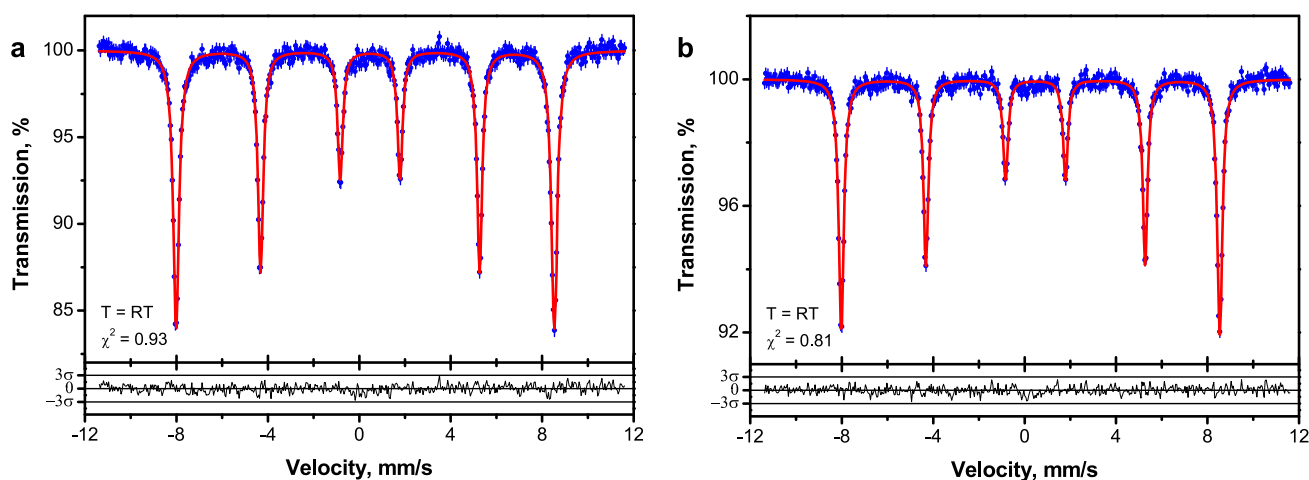 a
Transmission, %
100
95
90
85
T = RT
χ² = 0.93
3σ
0
−3σ
-12 -8 -4 0 4 8 12
Velocity, mm/s
b
Transmission, %
100
96
92
T = RT
χ² = 0.81
3σ
0
−3σ
-12 -8 -4 0 4 8 12
Velocity, mm/s